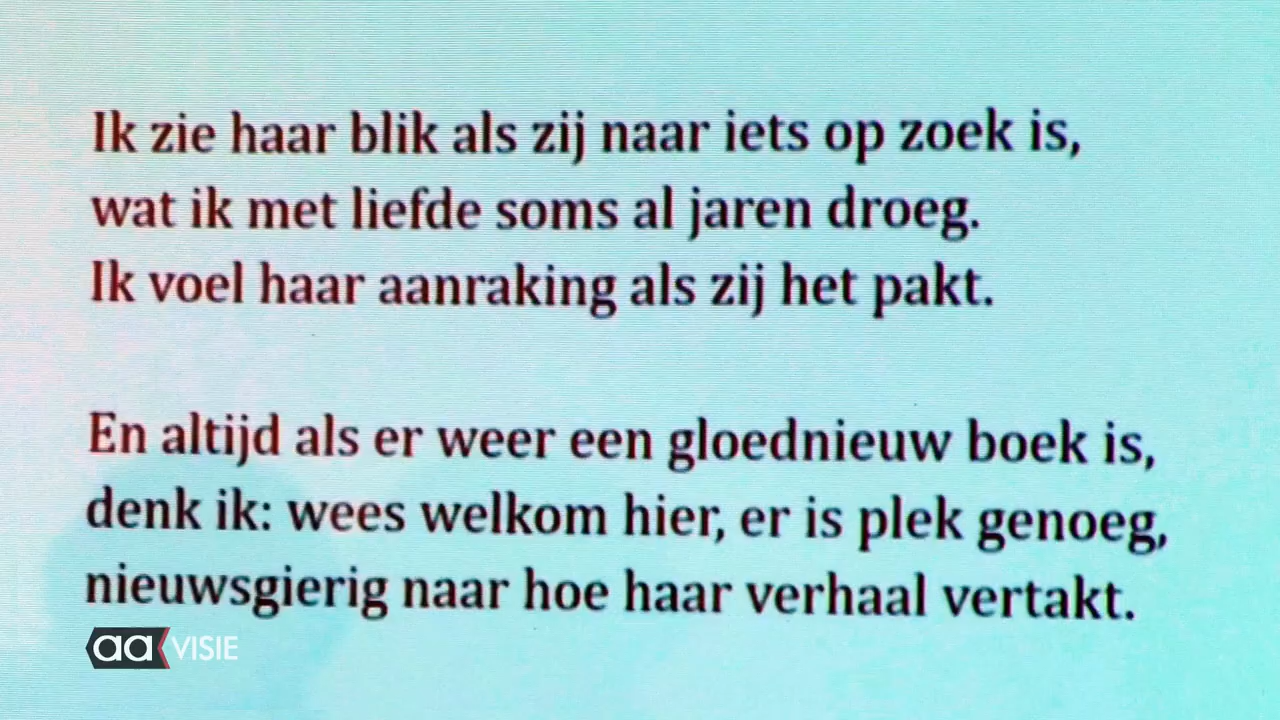 Ik zie haar blik als zij naar iets op zoek is,
wat ik met liefde soms al jaren droeg.
Ik voel haar aanraking als zij het pakt.
En altijd als er weer een gloednieuw boek is,
denk ik: wees welkom hier, er is plek genoeg,
nieuwsgierig naar hoe haar verhaal vertakt.
aa VISIE